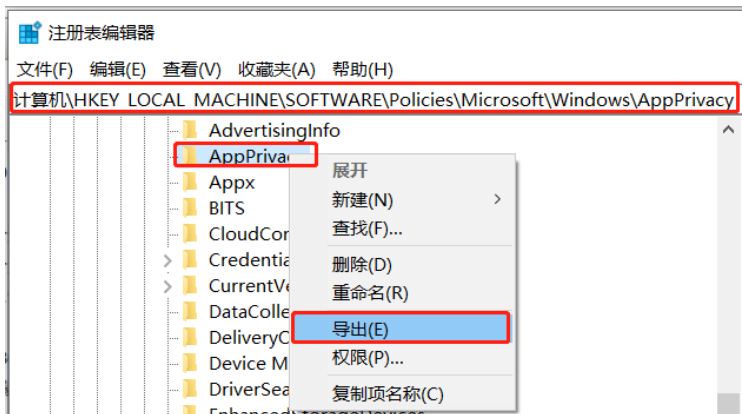 注册表编辑器
文件(F) 编辑(E) 查看(V) 收藏夹(A) 帮助(H)
计算机\HKEY_LOCAL_MACHINE\SOFTWARE\Policies\Microsoft\Windows\AppPrivacy
AdvertisingInfo
AppPriva
展开
Appx
新建(N)
BITS
查找(F)...
CloudCor
Credentia
删除(D)
CurrentVe
重命名(R)
DataColle
导出(E)
DeliveryC
权限(P)...
Device M
DriverSea
复制项名称(C)